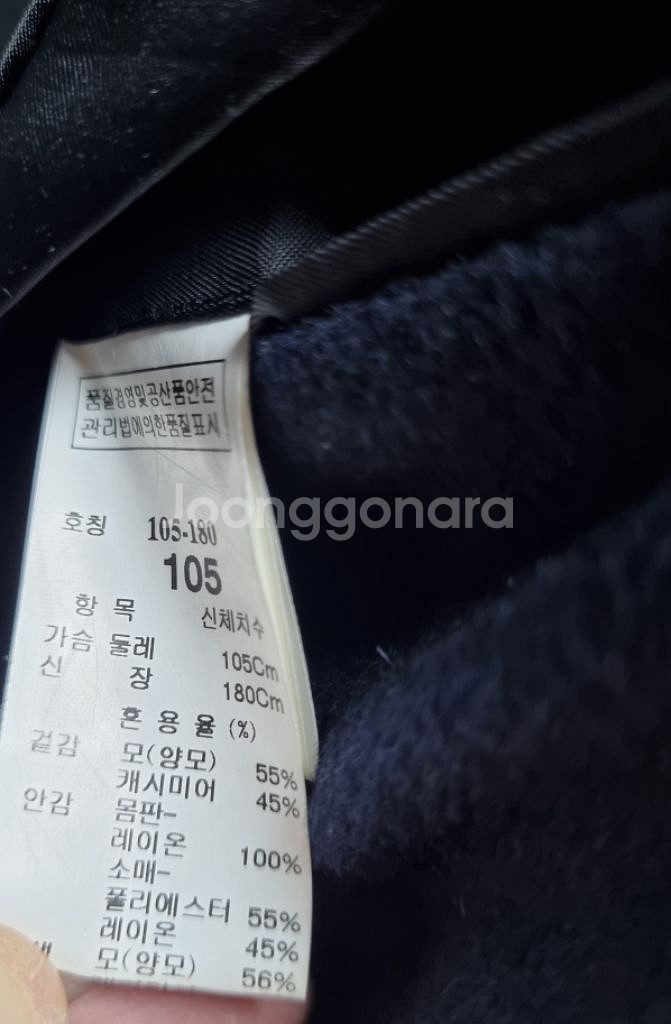 품질경영및공산품안전
관리법에의한품질표시
joonggonara
호칭 105-180
105
항 목 신체치수
가슴 둘레 105Cm
신 장 180Cm
혼 용 율 (%)
겉감 모(양모) 55%
캐시미어 45%
안감 몸판-
레이온 100%
소매-
폴리에스터 55%
레이온 45%
모(양모) 56%